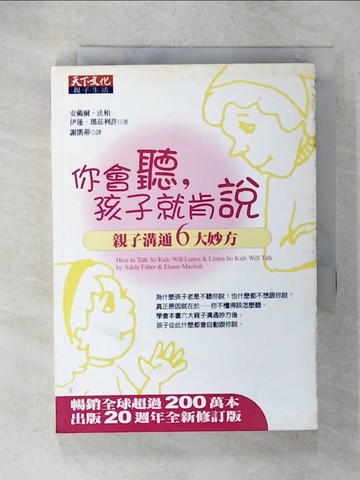 天下文化
親子生活
安戴爾・法柏
伊蓮・瑪茲利許◎著
謝凱蒂◎譯
你會聽,
孩子就肯說
親子溝通6大妙方
How to Talk So Kids Will Listen & Listen So Kids Will Talk
by Adele Faber & Elaine Mazlish
為什麼孩子老是不聽你說!也什麼都不想跟你說?
真正原因就在於──你不懂得該怎麼聽。
學會本書六大親子溝通妙方後,
孩子從此什麼都會自動跟你說。
暢銷全球超過200萬本
出版20週年全新修訂版